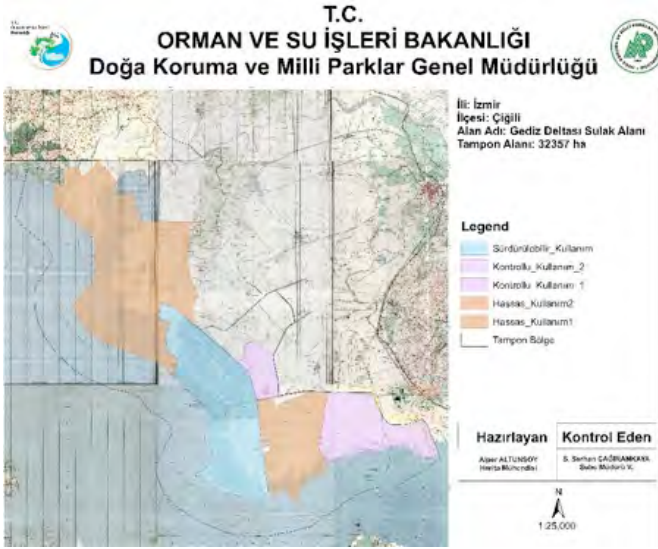 T.C.
ORMAN VE SU İŞLERİ BAKANLIĞI
Doğa Koruma ve Milli Parklar Genel Müdürlüğü
İli: İzmir
İlçesi: Çiğili
Alan Adı: Gediz Deltası Sulak Alanı
Tampon Alanı: 32357 ha
Legend
Sürdürülebilir_Kullanım
Kontrollu_Kullanım_2
Kontrollu_Kullanım_1
Hassas_Kullanım2
Hassas_Kullanım1
Tampon Bölge
Hazırlayan
Kontrol Eden
Alper ALTUNSOY
Harita Mühendisi
S. Serhan
Şube Müdürü V.
N
1:25,000